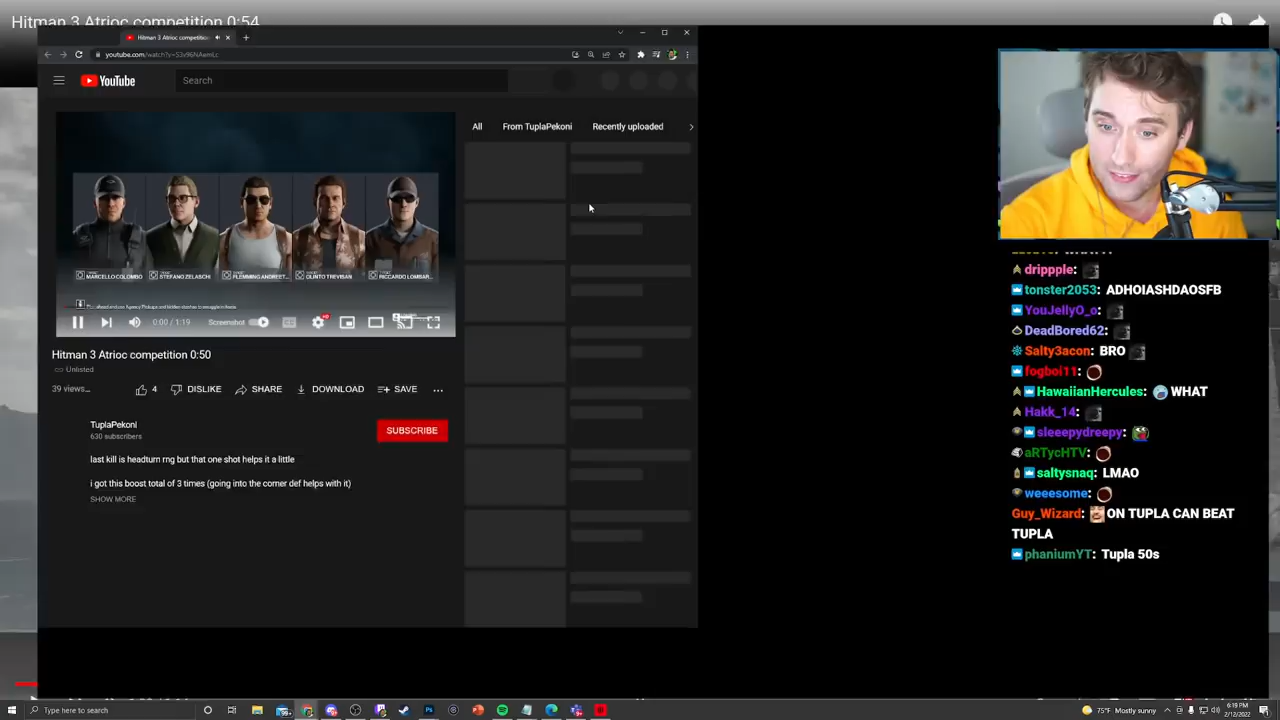 Hitman 3 Atrioc competition 0:54
Hitman 3 Atrioc competition
YouTube
Search
All
From TuplaPekoni
Recently uploaded
MARCELLO COLOMBO
STEFANO ZELASCHI
FLEMMING ANDREET...
CLINTO TREVISAN
RICCARDO LOMBAR...
0:00 / 1:19
Screenshot
Hitman 3 Atrioc competition 0:50
Unlisted
39 views...
4
DISLIKE
SHARE
DOWNLOAD
SAVE
TuplaPekoni
630 subscribers
SUBSCRIBE
last kill is headturn rng but that one shot helps it a little
i got this boost total of 3 times (going into the corner def helps with it)
SHOW MORE
drippple:
tonster2053: ADHOIASHDAOSFB
YouJellyO_o:
DeadBored62:
Salty3acon: BRO
fogboi11:
HawaiianHercules: WHAT
Hakk_14:
sleeepydreepy:
aRTycHTV:
saltysnaq: LMAO
weeesome:
Guy_Wizard: ON TUPLA CAN BEAT
TUPLA
phaniumYT: Tupla 50s
Type here to search
75°F Mostly sunny
6:19 PM
2/12/2022